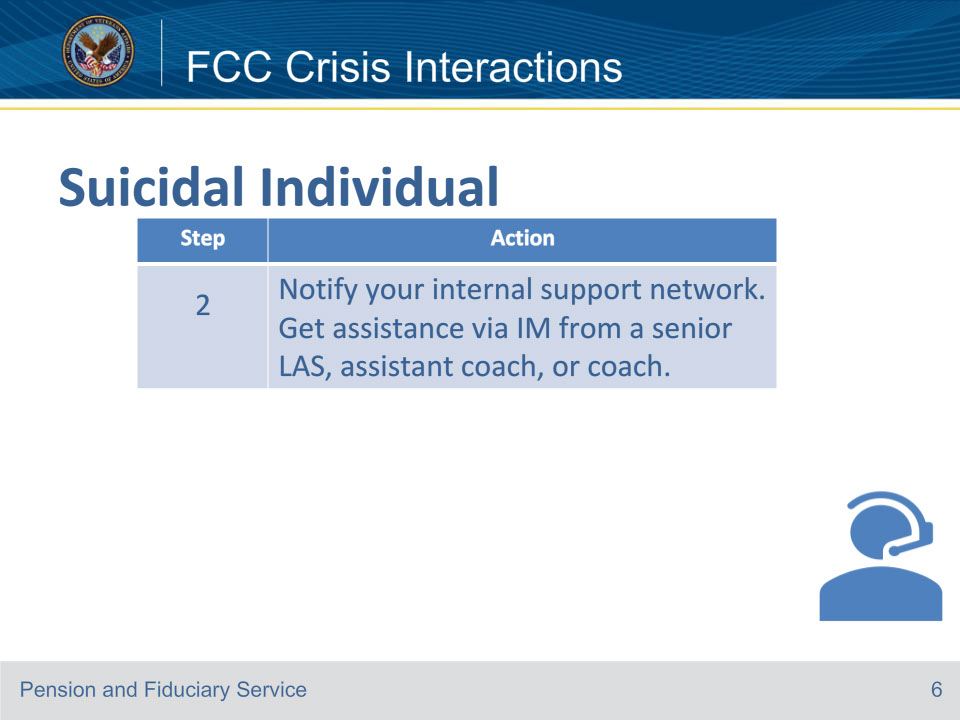 FCC Crisis Interactions
Suicidal Individual
Step Action
2 Notify your internal support network.
Get assistance via IM from a senior
LAS, assistant coach, or coach.
Pension and Fiduciary Service 6